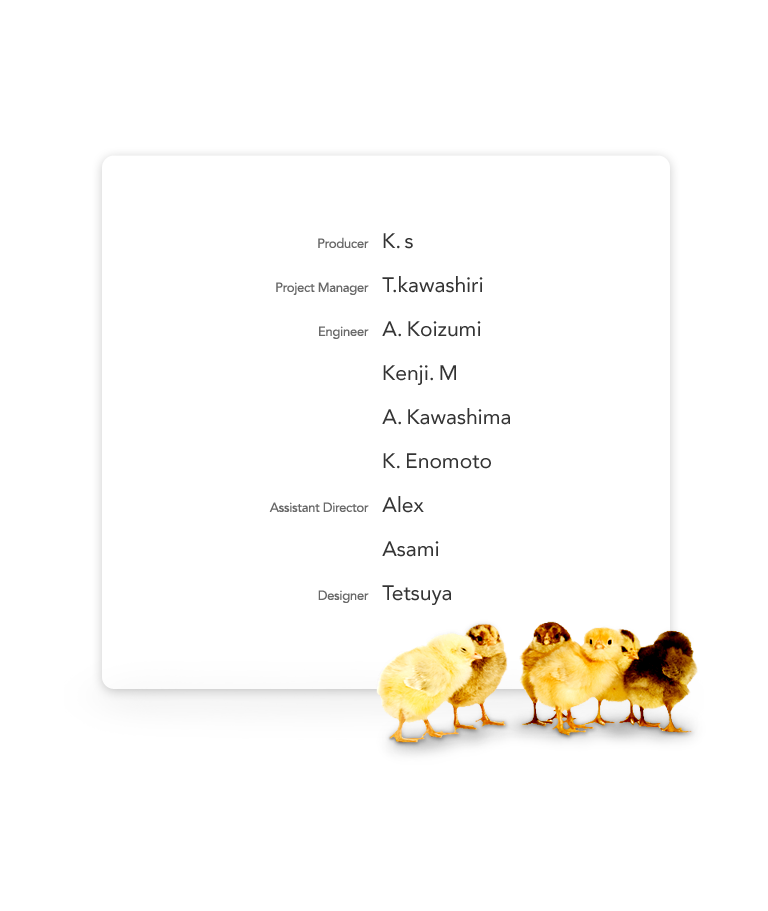 Producer K. s
Project Manager T.kawashiri
Engineer A. Koizumi
Kenji. M
A. Kawashima
K. Enomoto
Assistant Director Alex
Asami
Designer Tetsuya